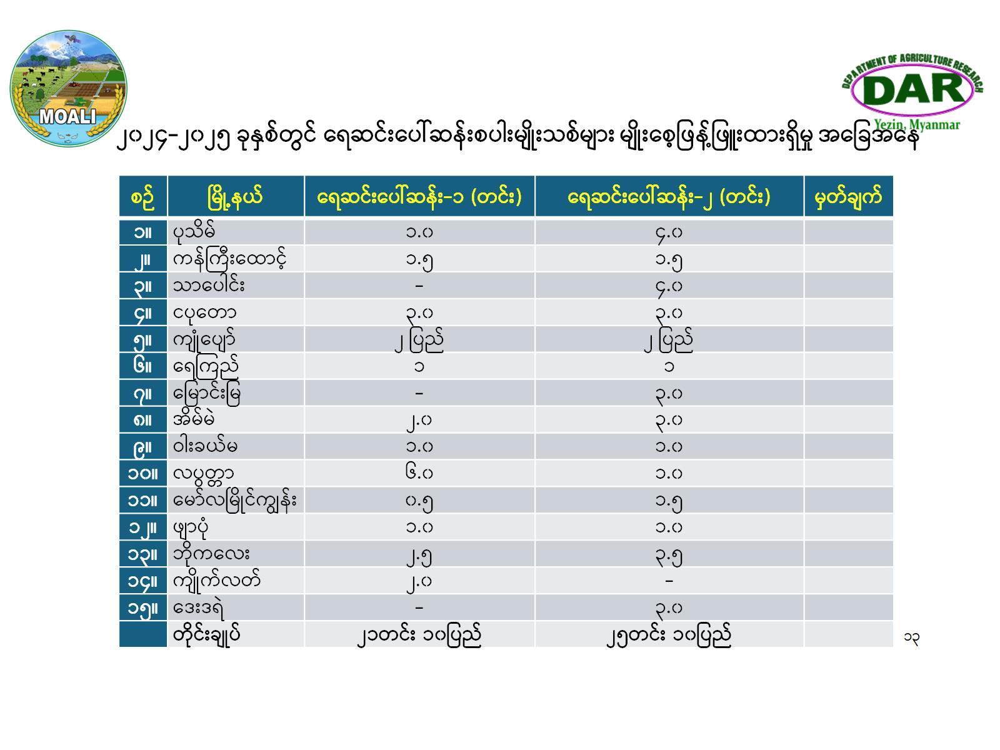 MOALI
DEPARTMENT OF AGRICULTURE RESEARCH
DAR
Yezin, Myanmar
၂၀၂၄-၂၀၂၅ ခုနှစ်တွင် ရေဆင်းပေါ်ဆန်းစပါးမျိုးသစ်များ မျိုးစေ့ဖြန့်ဖြူးထားရှိမှု အခြေအနေ
စဉ် မြို့နယ် ရေဆင်းပေါ်ဆန်း-၁ (တင်း) ရေဆင်းပေါ်ဆန်း-၂ (တင်း) မှတ်ချက်
၁။ ပုသိမ် ၁.၀ ၄.၀
၂။ ကန်ကြီးထောင့် ၁.၅ ၁.၅
၃။ သာပေါင်း - ၄.၀
၄။ ငပုတော ၃.၀ ၃.၀
၅။ ကျုံပျော် ၂ ပြည် ၂ ပြည်
၆။ ရေကြည် ၁ ၁
၇။ မြောင်းမြ - ၃.၀
၈။ အိမ်မဲ ၂.၀ ၃.၀
၉။ ဝါးခယ်မ ၁.၀ ၁.၀
၁၀။ လပွတ္တာ ၆.၀ ၁.၀
၁၁။ မော်လမြိုင်ကျွန်း ၀.၅ ၁.၅
၁၂။ ဖျာပုံ ၁.၀ ၁.၀
၁၃။ ဘိုကလေး ၂.၅ ၃.၅
၁၄။ ကျိုက်လတ် ၂.၀ -
၁၅။ ဒေးဒရဲ - ၃.၀
တိုင်းချုပ် ၂၁တင်း ၁၀ပြည် ၂၅တင်း ၁၀ပြည်
၁၃